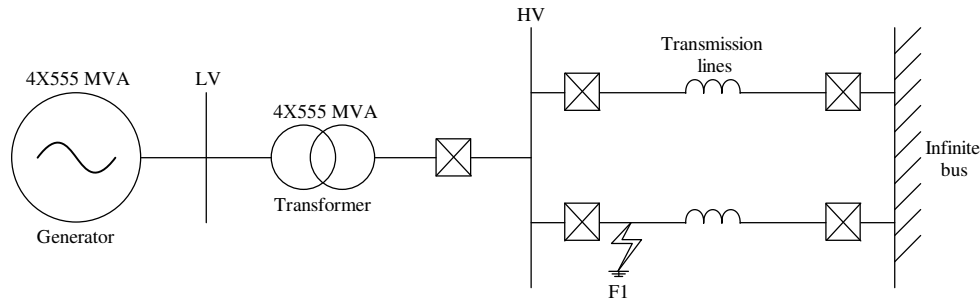 HV
Transmission
lines
4X555 MVA
LV
4X555 MVA
Infinite
bus
Transformer
Generator
F1